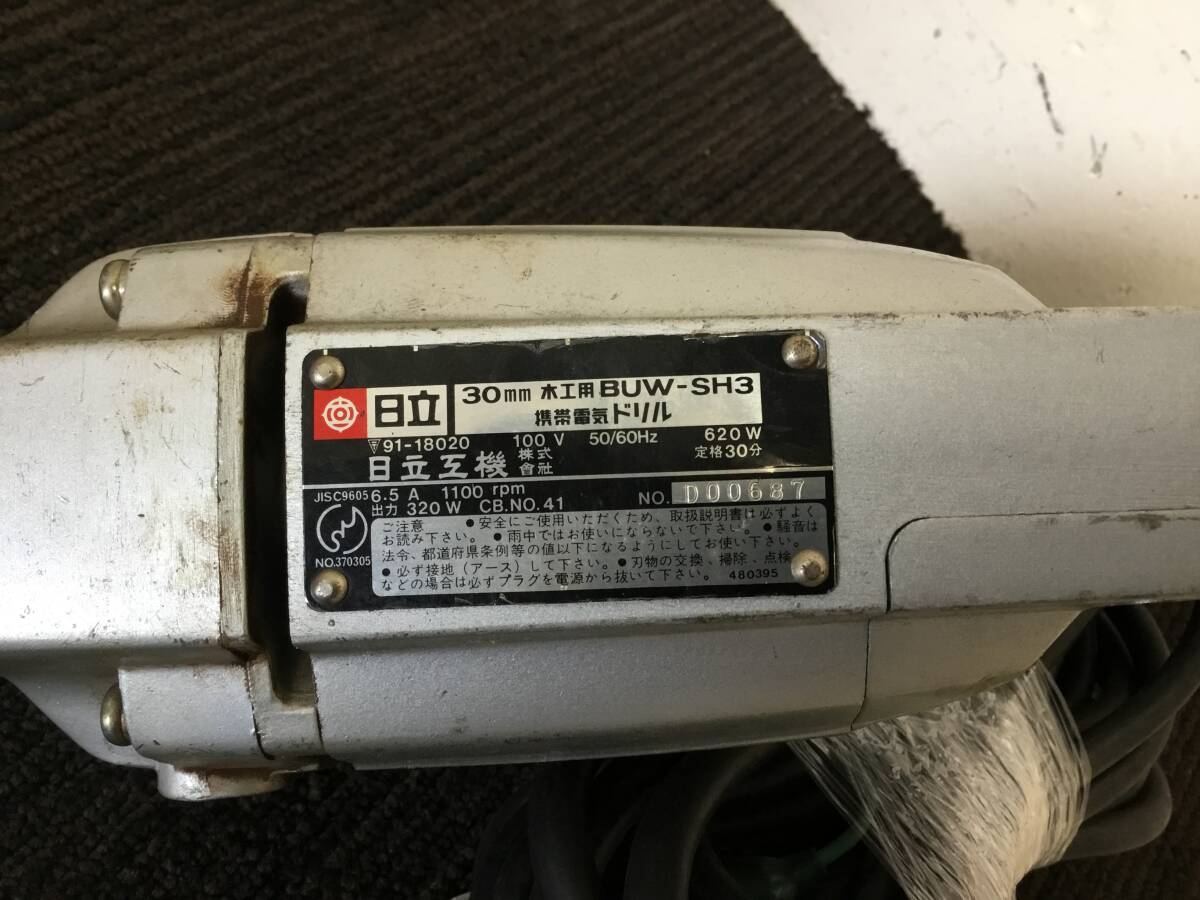 日立
30mm 木工用 BUW-SH3
携帯電気ドリル
〒91-18020 100 V 50/60Hz 620 W
日立工機 株式會社 定格30分
JISC9605 6.5 A 1100 rpm
出力 320 W CB.NO.41 NO. D00687
NO.370305
ご注意 ●安全にご使用いただくため、取扱説明書は必ずよく
お読み下さい。●雨中ではお使いにならないで下さい。●騒音は
法令、都道府県条例等の値以下になるようにしてお使い下さい。
●必ず接地(アース)して下さい。●刃物の交換、掃除、点検
などの場合は必ずプラグを電源から抜いて下さい。 480395